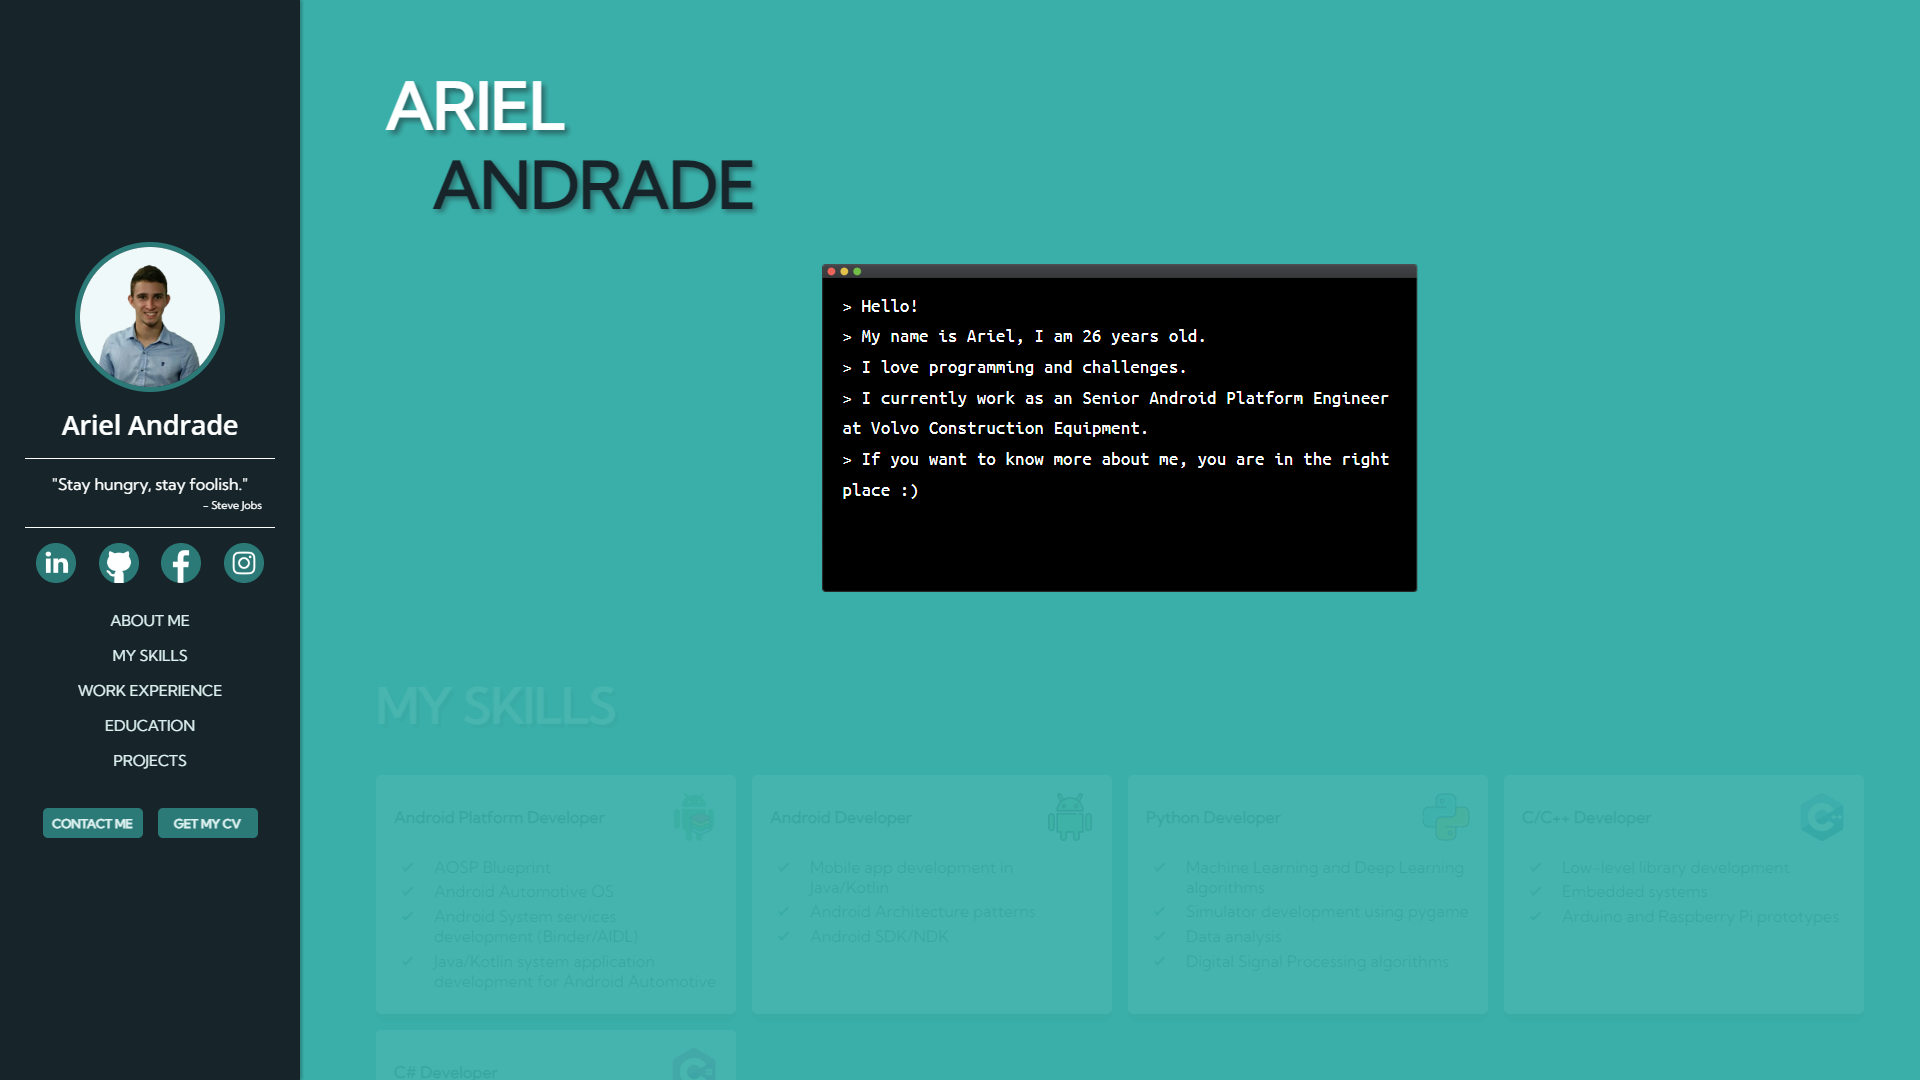 Ariel Andrade
"Stay hungry, stay foolish."
- Steve Jobs
ABOUT ME
MY SKILLS
WORK EXPERIENCE
EDUCATION
PROJECTS
CONTACT ME
GET MY CV
ARIEL
ANDRADE
> Hello!
> My name is Ariel, I am 26 years old.
> I love programming and challenges.
> I currently work as an Senior Android Platform Engineer
at Volvo Construction Equipment.
> If you want to know more about me, you are in the right
place :)
MY SKILLS
Android Platform Developer
AOSP Blueprint
Android Automotive OS
Android System services
development (Binder/AIDL)
Java/Kotlin system application
development for Android Automotive
Android Developer
Mobile app development in
Java/Kotlin
Android Architecture patterns
Android SDK/NDK
Python Developer
Machine Learning and Deep Learning
algorithms
Simulator development using pygame
Data analysis
Digital Signal Processing algorithms
C/C++ Developer
Low-level library development
Embedded systems
Arduino and Raspberry Pi prototypes
C# Developer